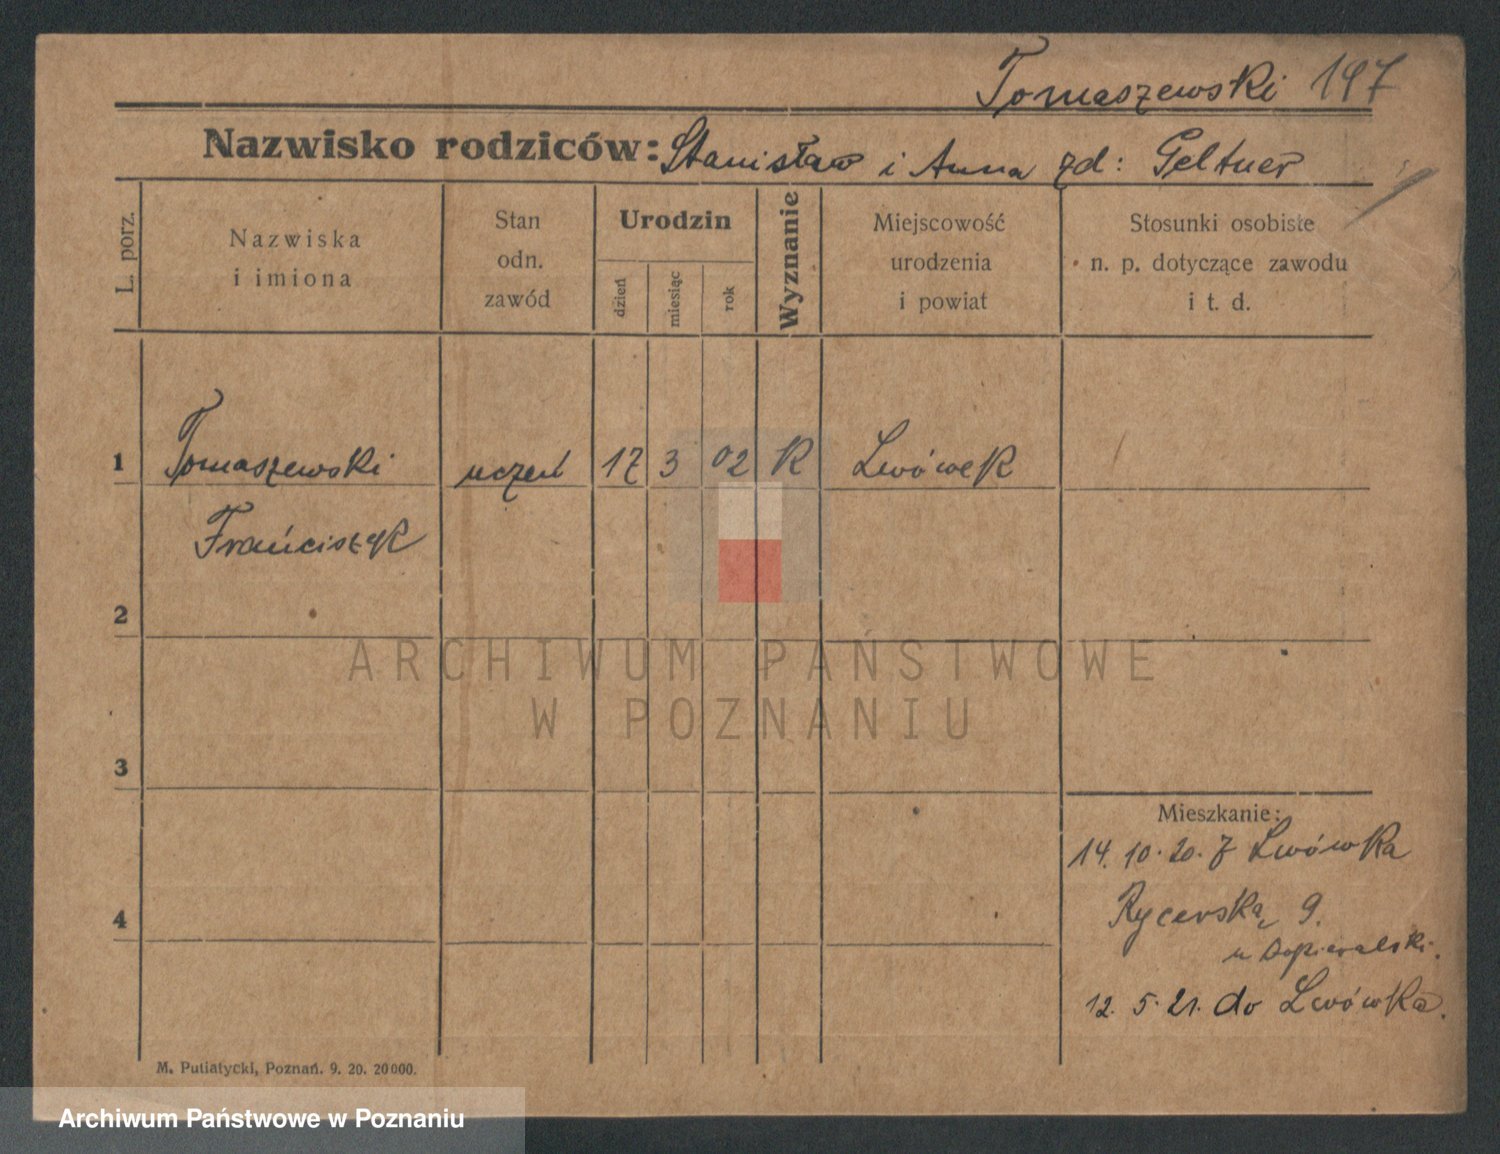 Tomaszewski 197
Nazwisko rodziców: Stanisław i Anna zd: Geltner
L. porz.
Nazwiska
i imiona
Stan
odn.
zawód
Urodzin
dzień
miesiąc
rok
Wyznanie
Miejscowość
urodzenia
i powiat
Stosunki osobiste
n. p. dotyczące zawodu
i t. d.
1 Tomaszewski uczeń 17 3 02 K Lwówek
Franciszek
2
3
4
Mieszkanie:
14. 10. 20. z Lwówka
Rycerska 9.
u Dopieralski.
12. 5. 21. do Lwówka.
M. Putiatycki, Poznań. 9. 20. 20000.
ARCHIWUM PAŃSTWOWE
W POZNANIU
Archiwum Państwowe w Poznaniu